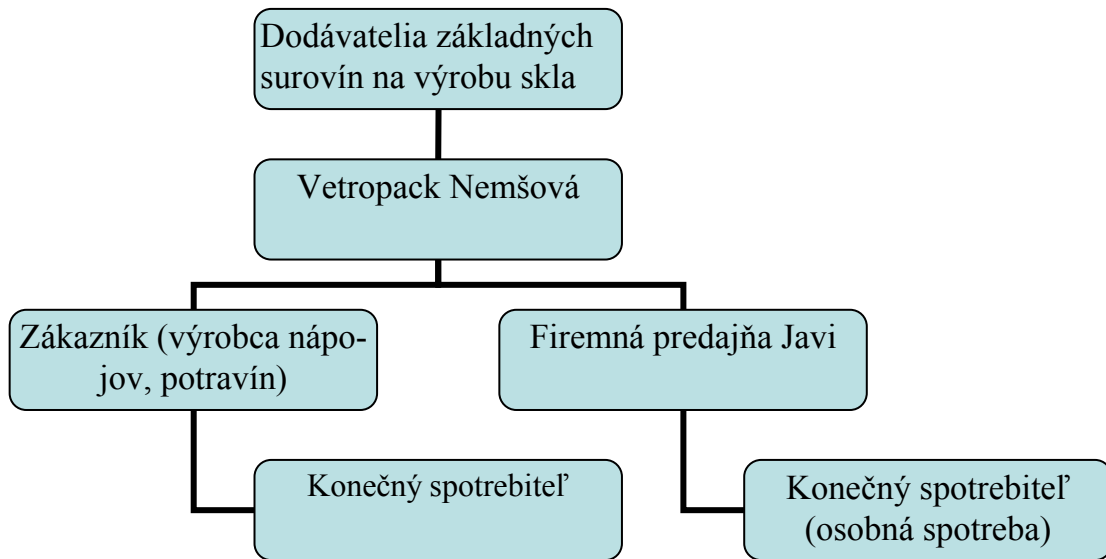 Dodávatelia základných
surovín na výrobu skla
Vetropack Nemšová
Zákazník (výrobca nápo-
jov, potravín)
Firemná predajňa Javi
Konečný spotrebiteľ
Konečný spotrebiteľ
(osobná spotreba)